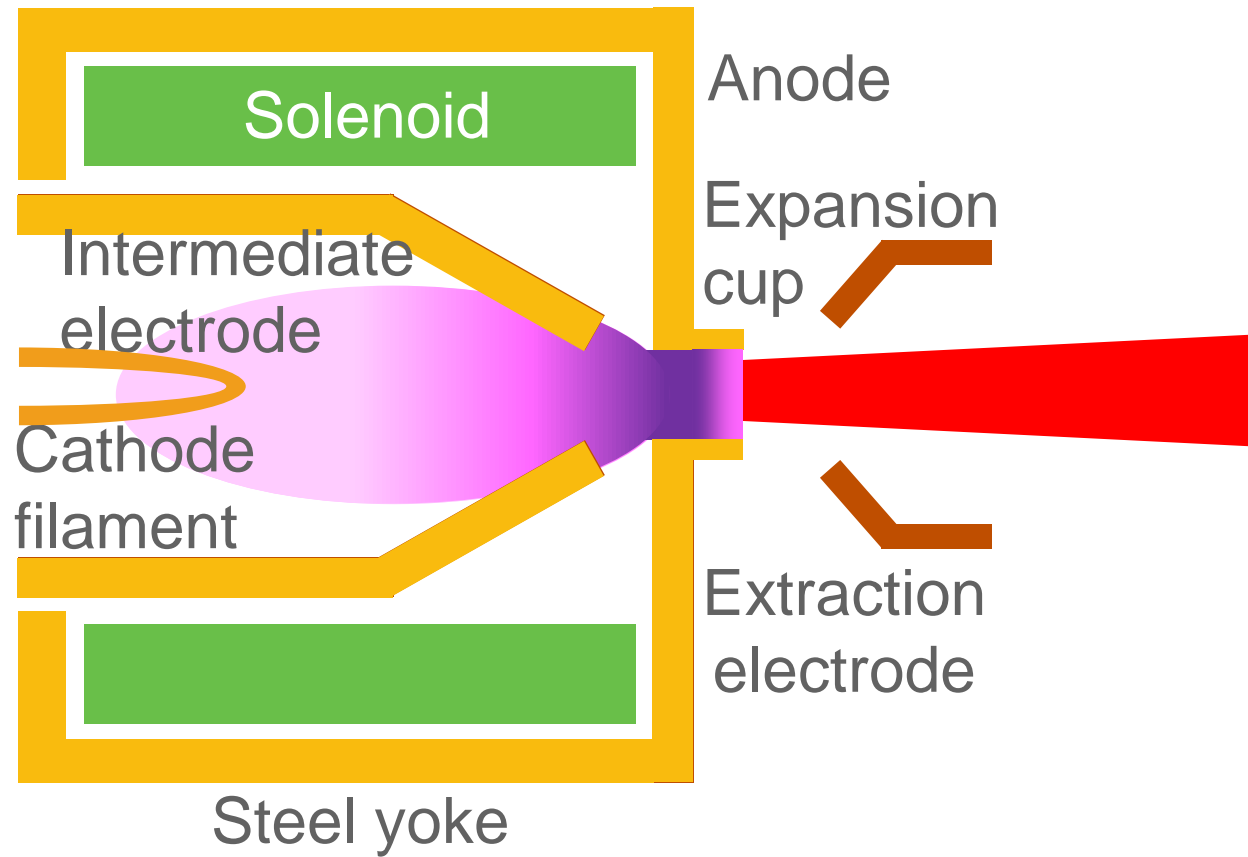 Solenoid
Anode
Expansion
cup
Intermediate
electrode
Cathode
filament
Extraction
electrode
Steel yoke